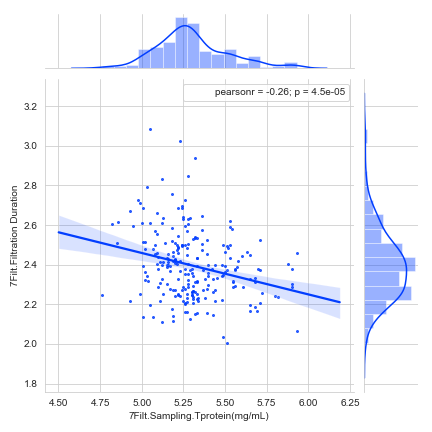 pearsonr = -0.26; p = 4.5e-05
3.2
3.0
2.8
2.6
2.4
2.2
2.0
1.8
7Filt.Filtration Duration
4.50 4.75 5.00 5.25 5.50 5.75 6.00 6.25
7Filt.Sampling.Tprotein(mg/mL)